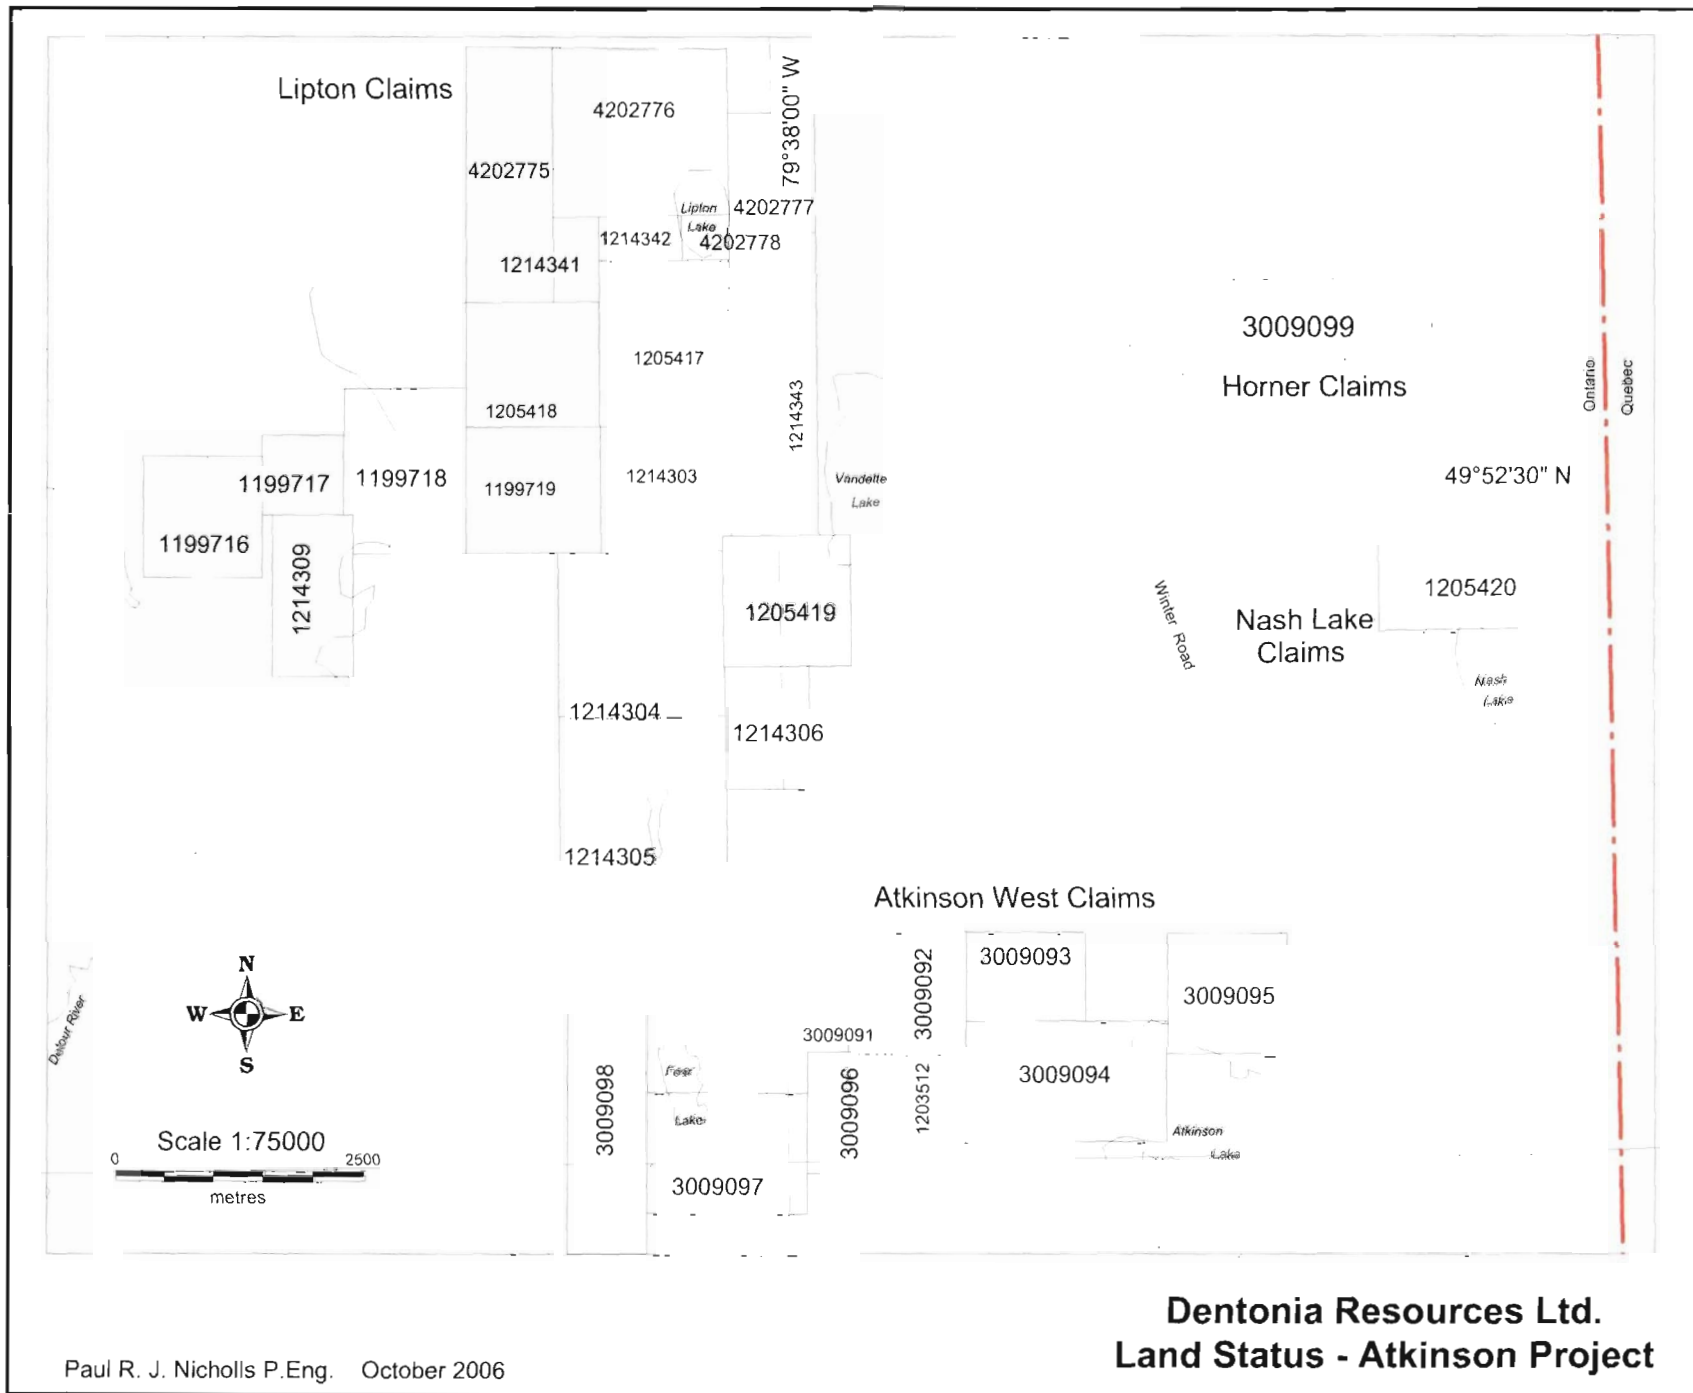 Lipton Claims
4202776
79°38'00" W
4202775
Lipton
Lake
4202777
1214342
4202778
1214341
3009099
Horner Claims
Ontario
Quebec
1205417
1205418
1214343
1199717
1199718
1199719
1214303
Vandette
Lake
49°52'30" N
1199716
1214309
1205419
Winter Road
Nash Lake
Claims
1205420
Nash
Lake
1214304
1214306
1214305
Atkinson West Claims
3009092
3009093
3009095
Detour River
N
W
E
S
3009091
3009098
Lake
3009096
1203512
3009094
Atkinson
Lake
3009097
Scale 1:75000
0
2500
metres
Dentonia Resources Ltd.
Land Status - Atkinson Project
Paul R. J. Nicholls P.Eng. October 2006